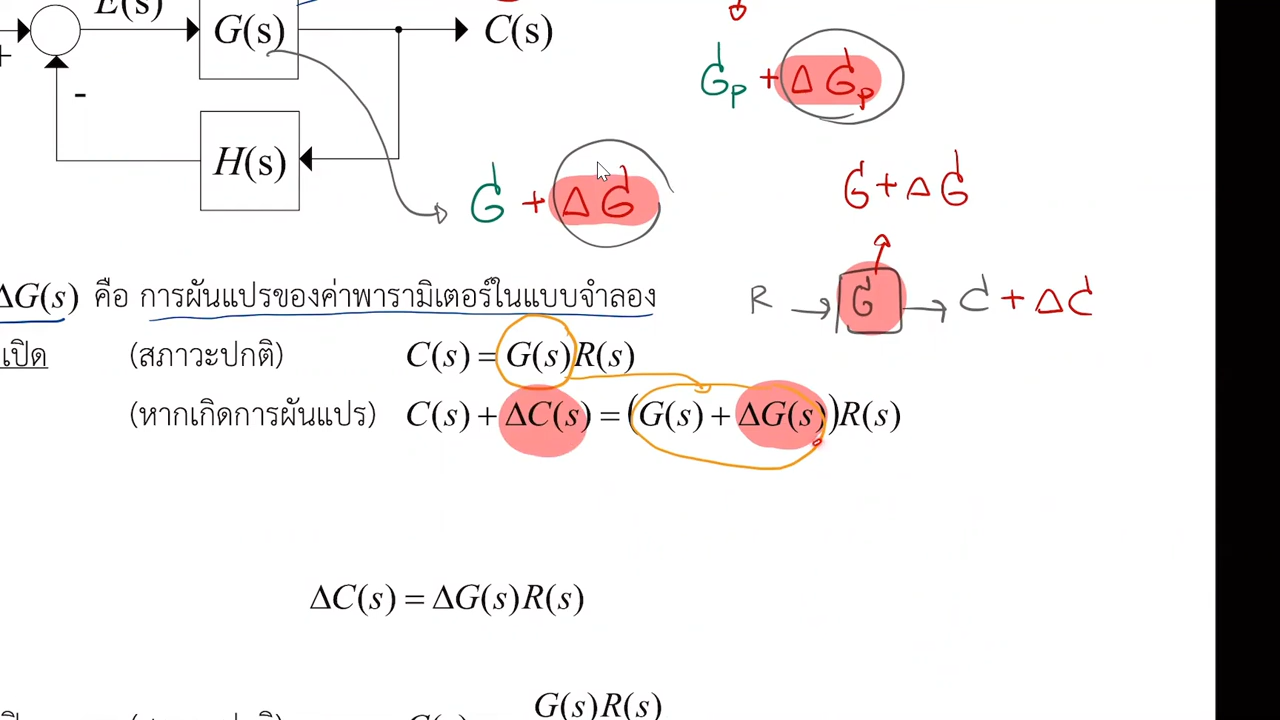 E(s)
+
G(s)
C(s)
-
H(s)
Gp + ΔGp
G + ΔG
G + ΔG
R → G → C + ΔC
ΔG(s) คือ การผันแปรของค่าพารามิเตอร์ในแบบจำลอง
เปิด (สภาวะปกติ) C(s) = G(s)R(s)
(หากเกิดการผันแปร) C(s) + ΔC(s) = (G(s) + ΔG(s))R(s)
ΔC(s) = ΔG(s)R(s)
G(s)R(s)